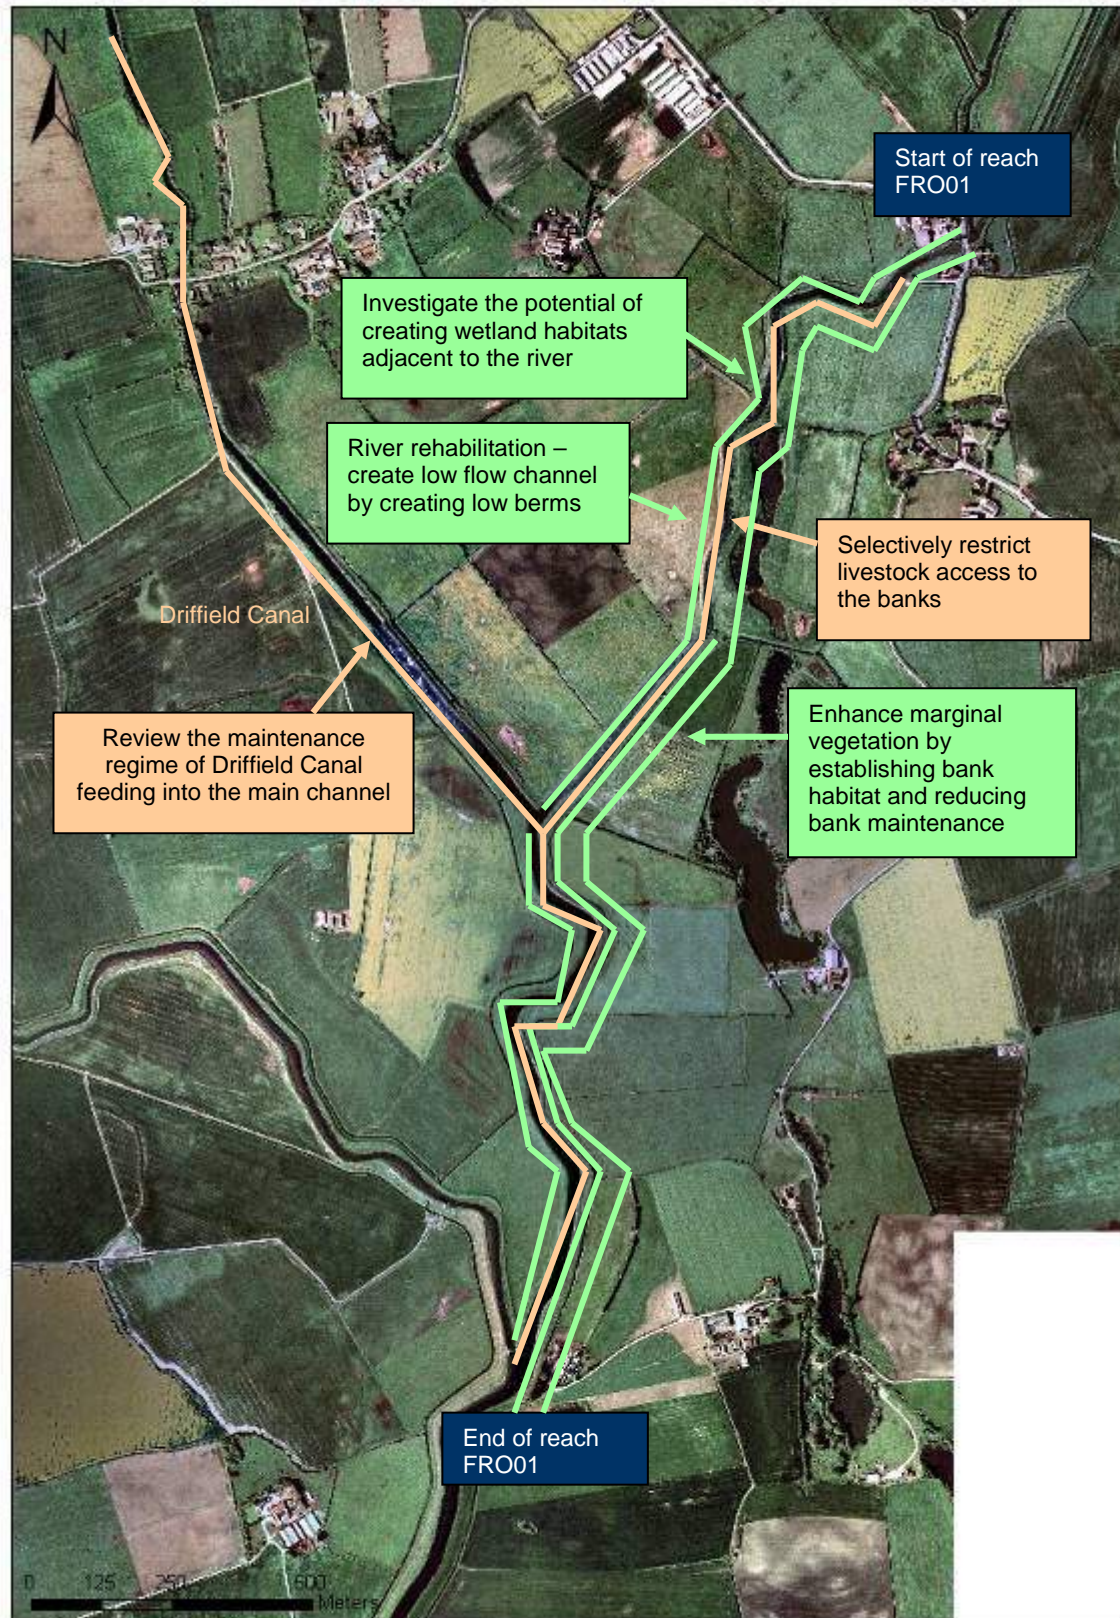 N
Start of reach
FRO01
Investigate the potential of
creating wetland habitats
adjacent to the river
River rehabilitation –
create low flow channel
by creating low berms
Selectively restrict
livestock access to
the banks
Driffield Canal
Review the maintenance
regime of Driffield Canal
feeding into the main channel
Enhance marginal
vegetation by
establishing bank
habitat and reducing
bank maintenance
End of reach
FRO01
0 125 250 500
Meters